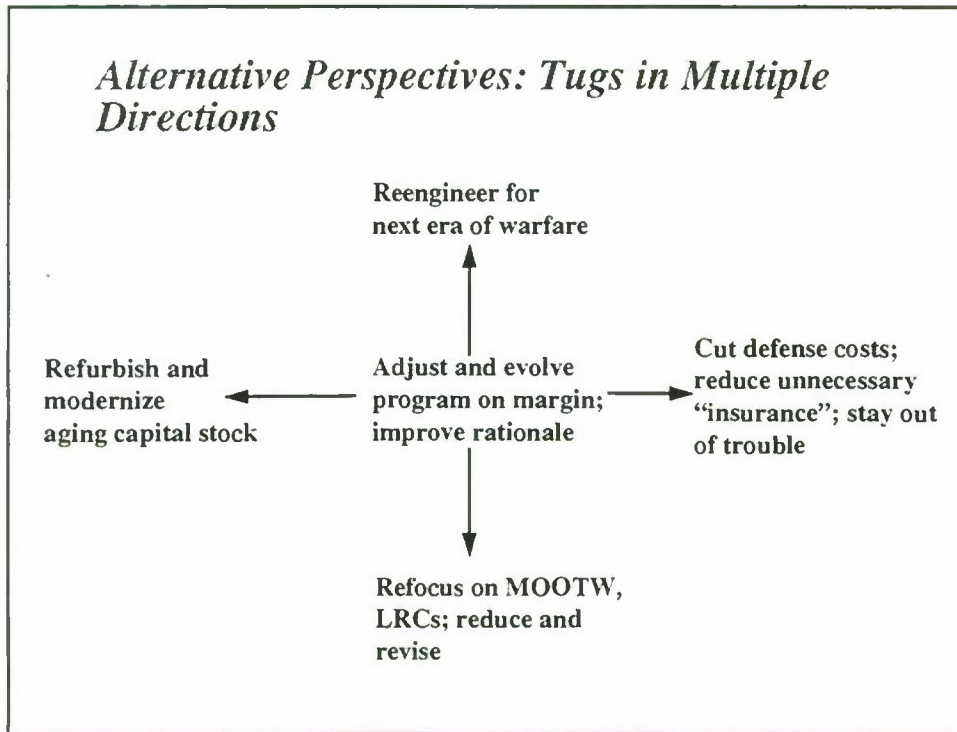 Alternative Perspectives: Tugs in Multiple
Directions
Reengineer for
next era of warfare
Refurbish and
modernize
aging capital stock
Adjust and evolve
program on margin;
improve rationale
Cut defense costs;
reduce unnecessary
“insurance”; stay out
of trouble
Refocus on MOOTW,
LRCs; reduce and
revise